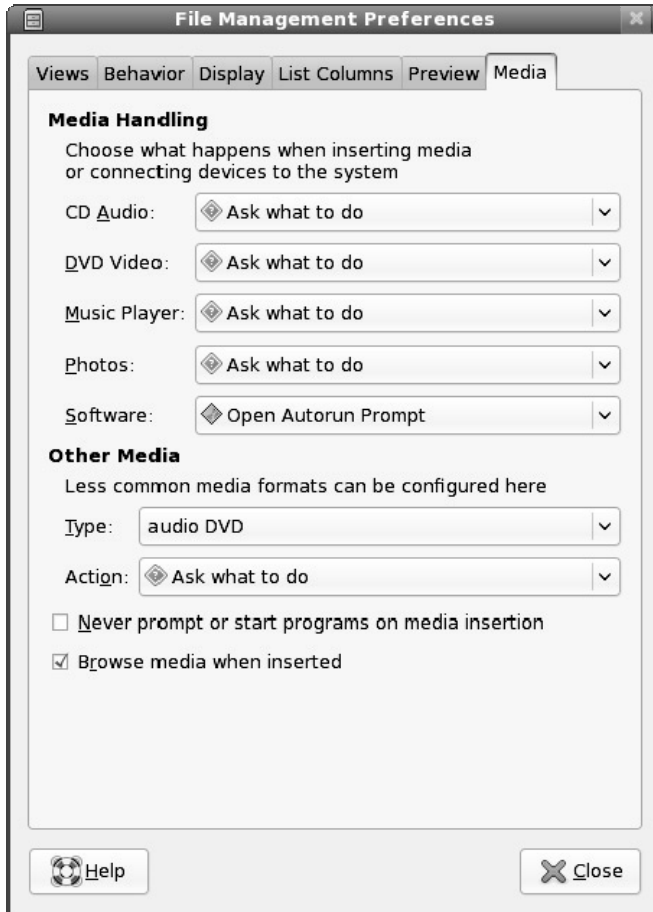 File Management Preferences
Views Behavior Display List Columns Preview Media
Media Handling
Choose what happens when inserting media
or connecting devices to the system
CD Audio: Ask what to do
DVD Video: Ask what to do
Music Player: Ask what to do
Photos: Ask what to do
Software: Open Autorun Prompt
Other Media
Less common media formats can be configured here
Type: audio DVD
Action: Ask what to do
Never prompt or start programs on media insertion
Browse media when inserted
Help Close